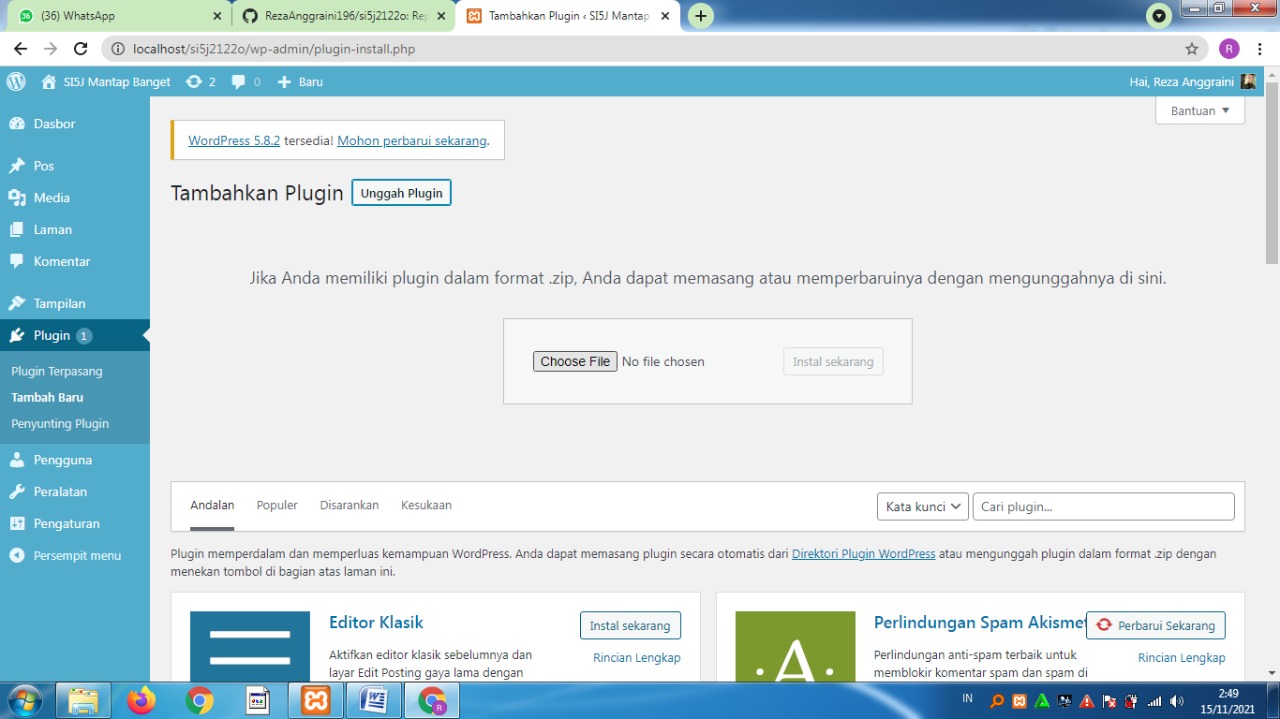 (36) WhatsApp
RezaAnggraini196/si5j2122o: Rep
Tambahkan Plugin ‹ SI5J Mantap
localhost/si5j2122o/wp-admin/plugin-install.php
R
SI5J Mantap Banget
2
0
Baru
Hai, Reza Anggraini
Bantuan
Dasbor
Pos
Media
Laman
Komentar
Tampilan
Plugin 1
Plugin Terpasang
Tambah Baru
Penyunting Plugin
Pengguna
Peralatan
Pengaturan
Persempit menu
WordPress 5.8.2 tersedia! Mohon perbarui sekarang.
Tambahkan Plugin Unggah Plugin
Jika Anda memiliki plugin dalam format .zip, Anda dapat memasang atau memperbaruinya dengan mengunggahnya di sini.
Choose File No file chosen Instal sekarang
Andalan Populer Disarankan Kesukaan Kata kunci Cari plugin...
Plugin memperdalam dan memperluas kemampuan WordPress. Anda dapat memasang plugin secara otomatis dari Direktori Plugin WordPress atau mengunggah plugin dalam format .zip dengan
menekan tombol di bagian atas laman ini.
Editor Klasik
Instal sekarang
Rincian Lengkap
Aktifkan editor klasik sebelumnya dan
layar Edit Posting gaya lama dengan
A
Perlindungan Spam Akismet
Perbarui Sekarang
Rincian Lengkap
Perlindungan anti-spam terbaik untuk
memblokir komentar spam dan spam di
IN
2:49
15/11/2021